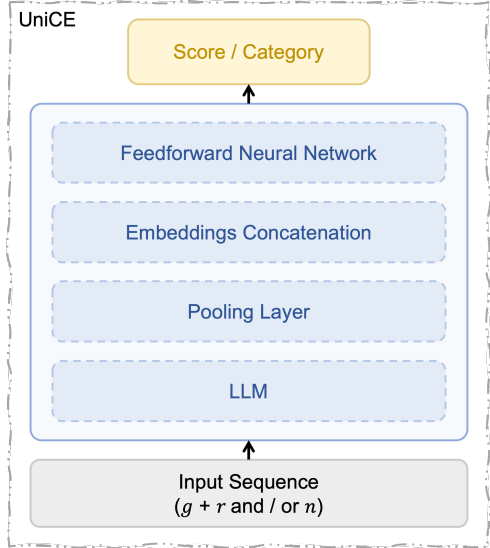 UniCE
Score / Category
Feedforward Neural Network
Embeddings Concatenation
Pooling Layer
LLM
Input Sequence
(g + r and / or n)